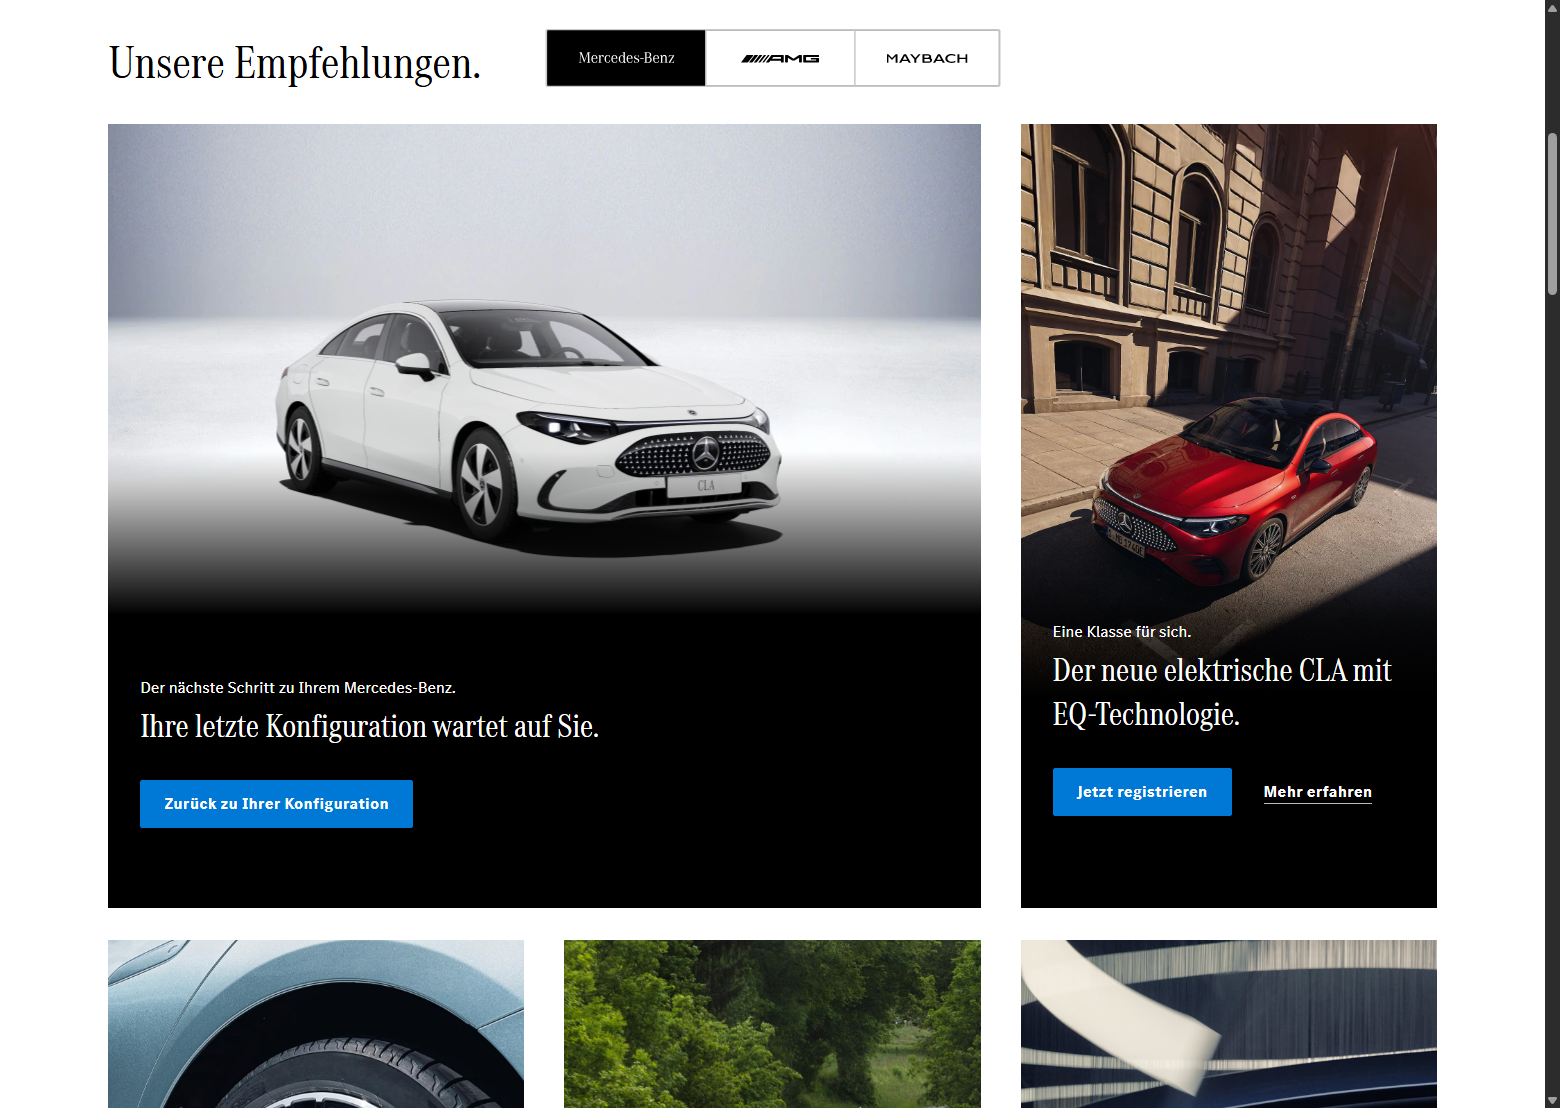 Unsere Empfehlungen.
Mercedes-Benz
AMG
MAYBACH
CLA
Der nächste Schritt zu Ihrem Mercedes-Benz.
Ihre letzte Konfiguration wartet auf Sie.
Zurück zu Ihrer Konfiguration
Eine Klasse für sich.
Der neue elektrische CLA mit
EQ-Technologie.
Jetzt registrieren
Mehr erfahren